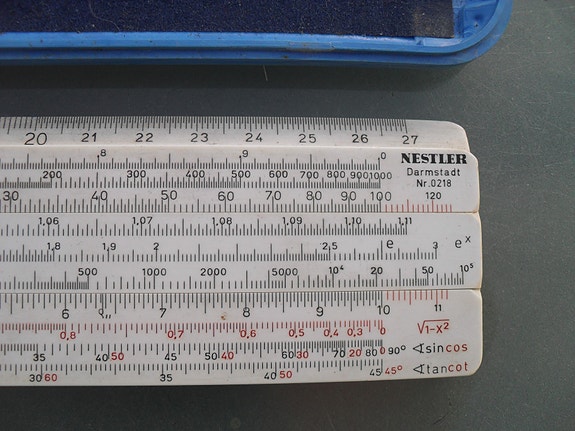 20 21 22 23 24 25 26 27
,8 ,9 ,0
NESTLER
200 300 400 500 600 700 800 900 1000
Darmstadt
Nr.0218
30 40 50 60 70 80 90 100 120
1,06 1,07 1,08 1,09 1,10 1,11
1,8 1,9 2 2,5 e 3 eˣ
500 1000 2000 5000 10⁴ 20 50 10⁵
6 7 8 9 10 11
0,8 0,7 0,6 0,5 0,4 0,3 0 √1-x²
35 40 50 50 40 60 30 70 20 80 0 90° ∢sin cos
30 60 35 40 50 45 45° ∢tan cot